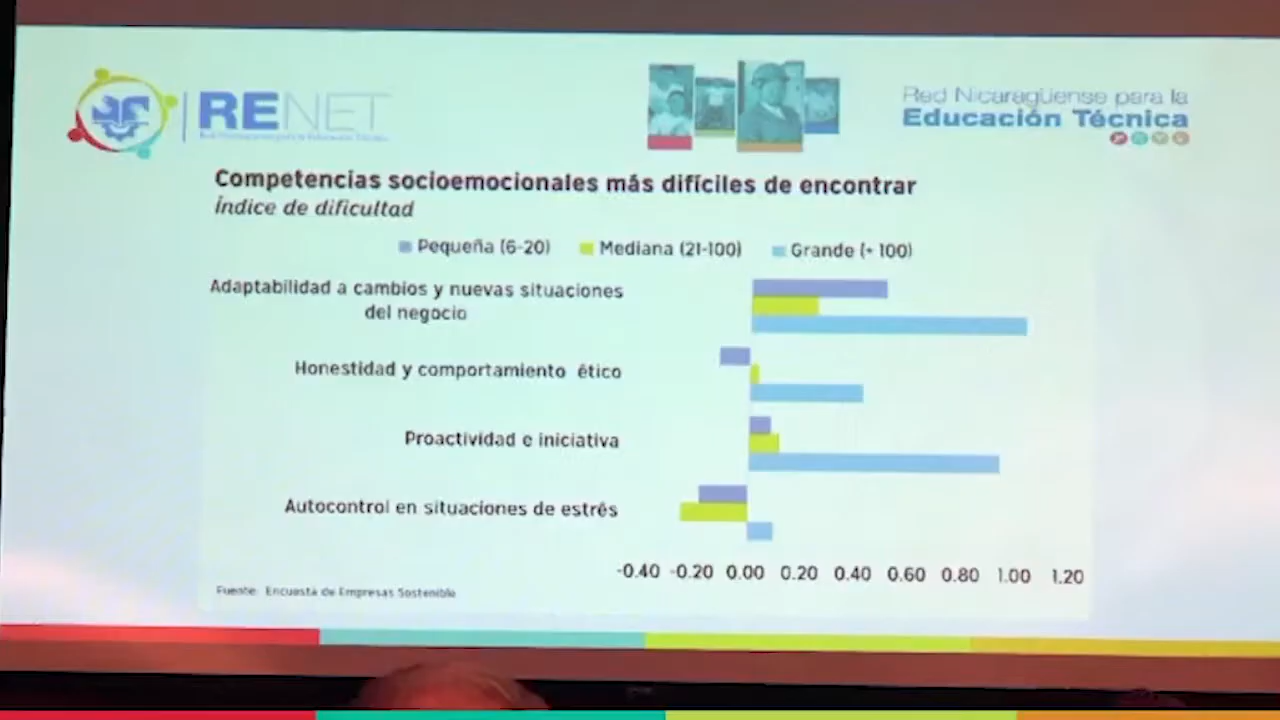 RENET
Red Nicaragüense para la
Educación Técnica
Competencias socioemocionales más difíciles de encontrar
Índice de dificultad
Pequeña (6-20) Mediana (21-100) Grande (+ 100)
Adaptabilidad a cambios y nuevas situaciones
del negocio
Honestidad y comportamiento ético
Proactividad e iniciativa
Autocontrol en situaciones de estrés
-0.40 -0.20 0.00 0.20 0.40 0.60 0.80 1.00 1.20
Fuente: Encuesta de Empresas Sostenible